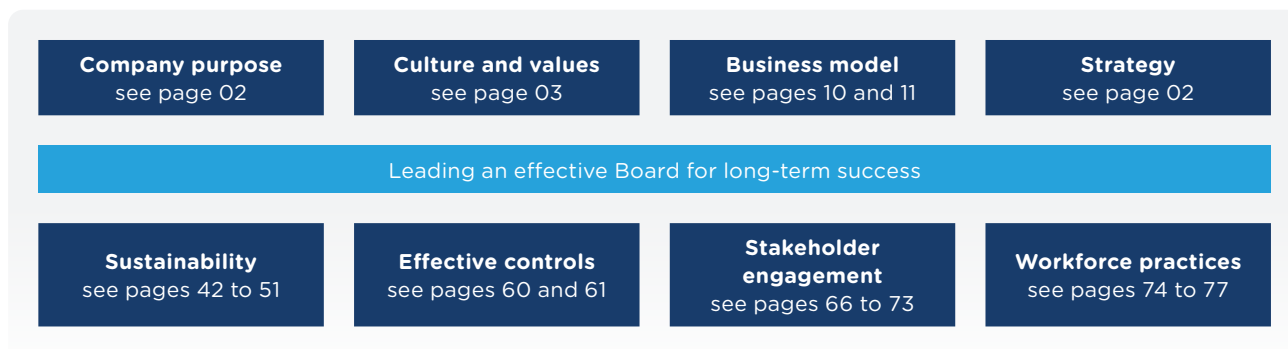 Company purpose
see page 02
Culture and values
see page 03
Business model
see pages 10 and 11
Strategy
see page 02
Leading an effective Board for long-term success
Sustainability
see pages 42 to 51
Effective controls
see pages 60 and 61
Stakeholder
engagement
see pages 66 to 73
Workforce practices
see pages 74 to 77